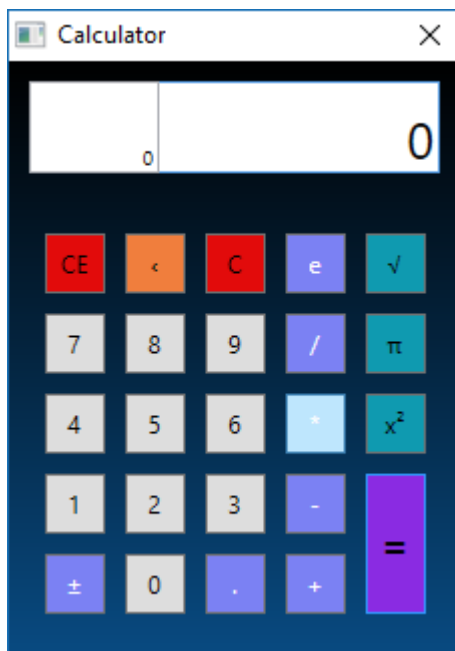 Calculator
0 0
CE ‹ C e √
7 8 9 / π
4 5 6 * x²
1 2 3 -
=
± 0 . +